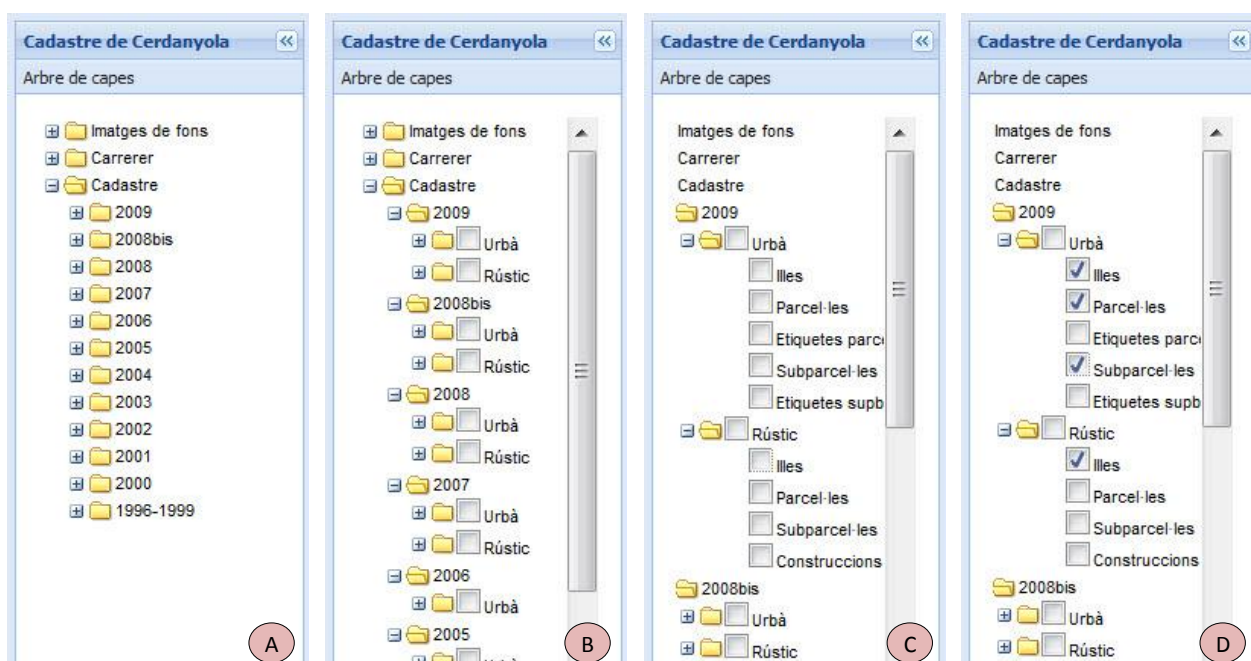 Cadastre de Cerdanyola
Arbre de capes
Imatges de fons
Carrerer
Cadastre
2009
2008bis
2008
2007
2006
2005
2004
2003
2002
2001
2000
1996-1999
A
Cadastre de Cerdanyola
Arbre de capes
Imatges de fons
Carrerer
Cadastre
2009
Urbà
Rústic
2008bis
Urbà
Rústic
2008
Urbà
Rústic
2007
Urbà
Rústic
2006
Urbà
2005
B
Cadastre de Cerdanyola
Arbre de capes
Imatges de fons
Carrerer
Cadastre
2009
Urbà
Illes
Parcel·les
Etiquetes parc
Subparcel·les
Etiquetes supb
Rústic
Illes
Parcel·les
Subparcel·les
Construccions
2008bis
Urbà
Rústic
C
Cadastre de Cerdanyola
Arbre de capes
Imatges de fons
Carrerer
Cadastre
2009
Urbà
Illes
Parcel·les
Etiquetes parc
Subparcel·les
Etiquetes supb
Rústic
Illes
Parcel·les
Subparcel·les
Construccions
2008bis
Urbà
Rústic
D